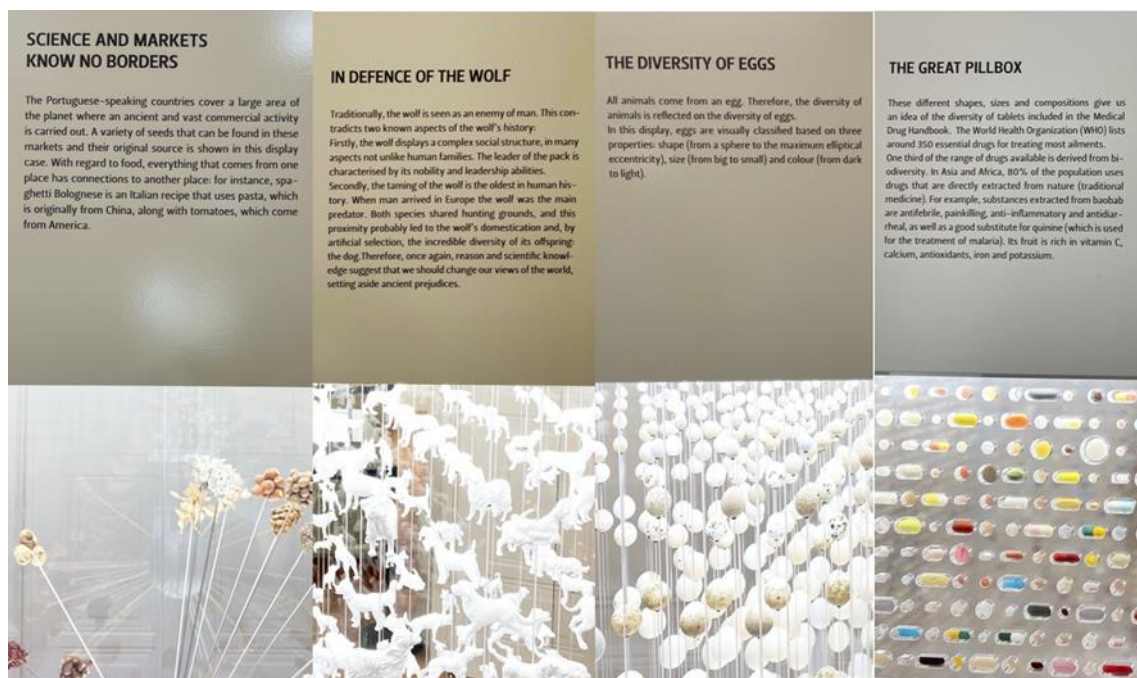 SCIENCE AND MARKETS
KNOW NO BORDERS
The Portuguese-speaking countries cover a large area of
the planet where an ancient and vast commercial activity
is carried out. A variety of seeds that can be found in these
markets and their original source is shown in this display
case. With regard to food, everything that comes from one
place has connections to another place: for instance, spa-
ghetti Bolognese is an Italian recipe that uses pasta, which
is originally from China, along with tomatoes, which come
from America.
IN DEFENCE OF THE WOLF
Traditionally, the wolf is seen as an enemy of man. This con-
tradicts two known aspects of the wolf's history:
Firstly, the wolf displays a complex social structure, in many
aspects not unlike human families. The leader of the pack is
characterised by its nobility and leadership abilities.
Secondly, the taming of the wolf is the oldest in human his-
tory. When man arrived in Europe the wolf was the main
predator. Both species shared hunting grounds, and this
proximity probably led to the wolf's domestication and, by
artificial selection, the incredible diversity of its offspring:
the dog.Therefore, once again, reason and scientific knowl-
edge suggest that we should change our views of the world,
setting aside ancient prejudices.
THE DIVERSITY OF EGGS
All animals come from an egg. Therefore, the diversity of
animals is reflected on the diversity of eggs.
In this display, eggs are visually classified based on three
properties: shape (from a sphere to the maximum elliptical
eccentricity), size (from big to small) and colour (from dark
to light).
THE GREAT PILLBOX
These different shapes, sizes and compositions give us
an idea of the diversity of tablets included in the Medical
Drug Handbook. The World Health Organization (WHO) lists
around 350 essential drugs for treating most ailments.
One third of the range of drugs available is derived from bi-
odiversity. In Asia and Africa, 80% of the population uses
drugs that are directly extracted from nature (traditional
medicine). For example, substances extracted from baobab
are antifebrile, painkilling, anti-inflammatory and antidiar-
rheal, as well as a good substitute for quinine (which is used
for the treatment of malaria). Its fruit is rich in vitamin C,
calcium, antioxidants, iron and potassium.